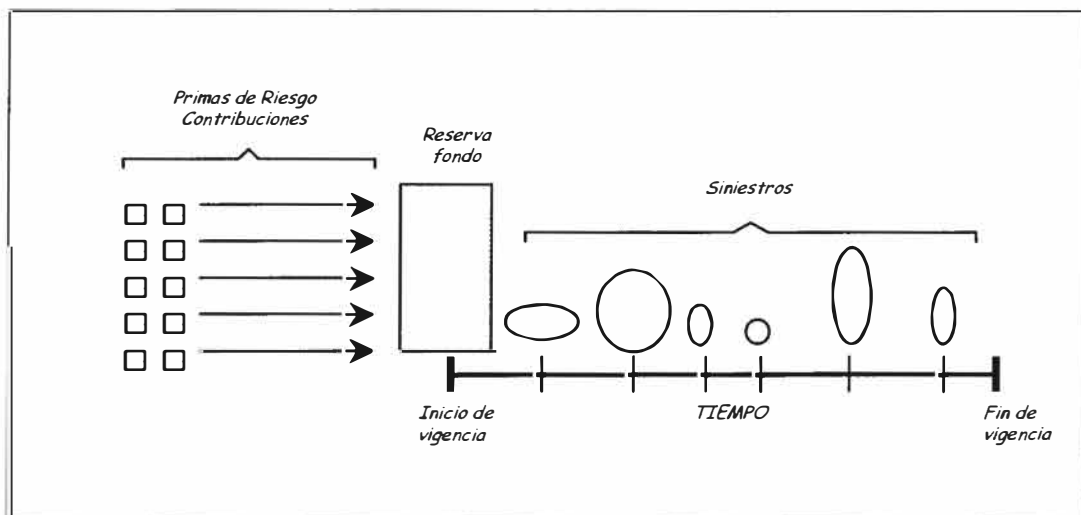 Primas de Riesgo
Contribuciones
Reserva
fondo
Siniestros
Inicio de
vigencia
TIEMPO
Fin de
vigencia